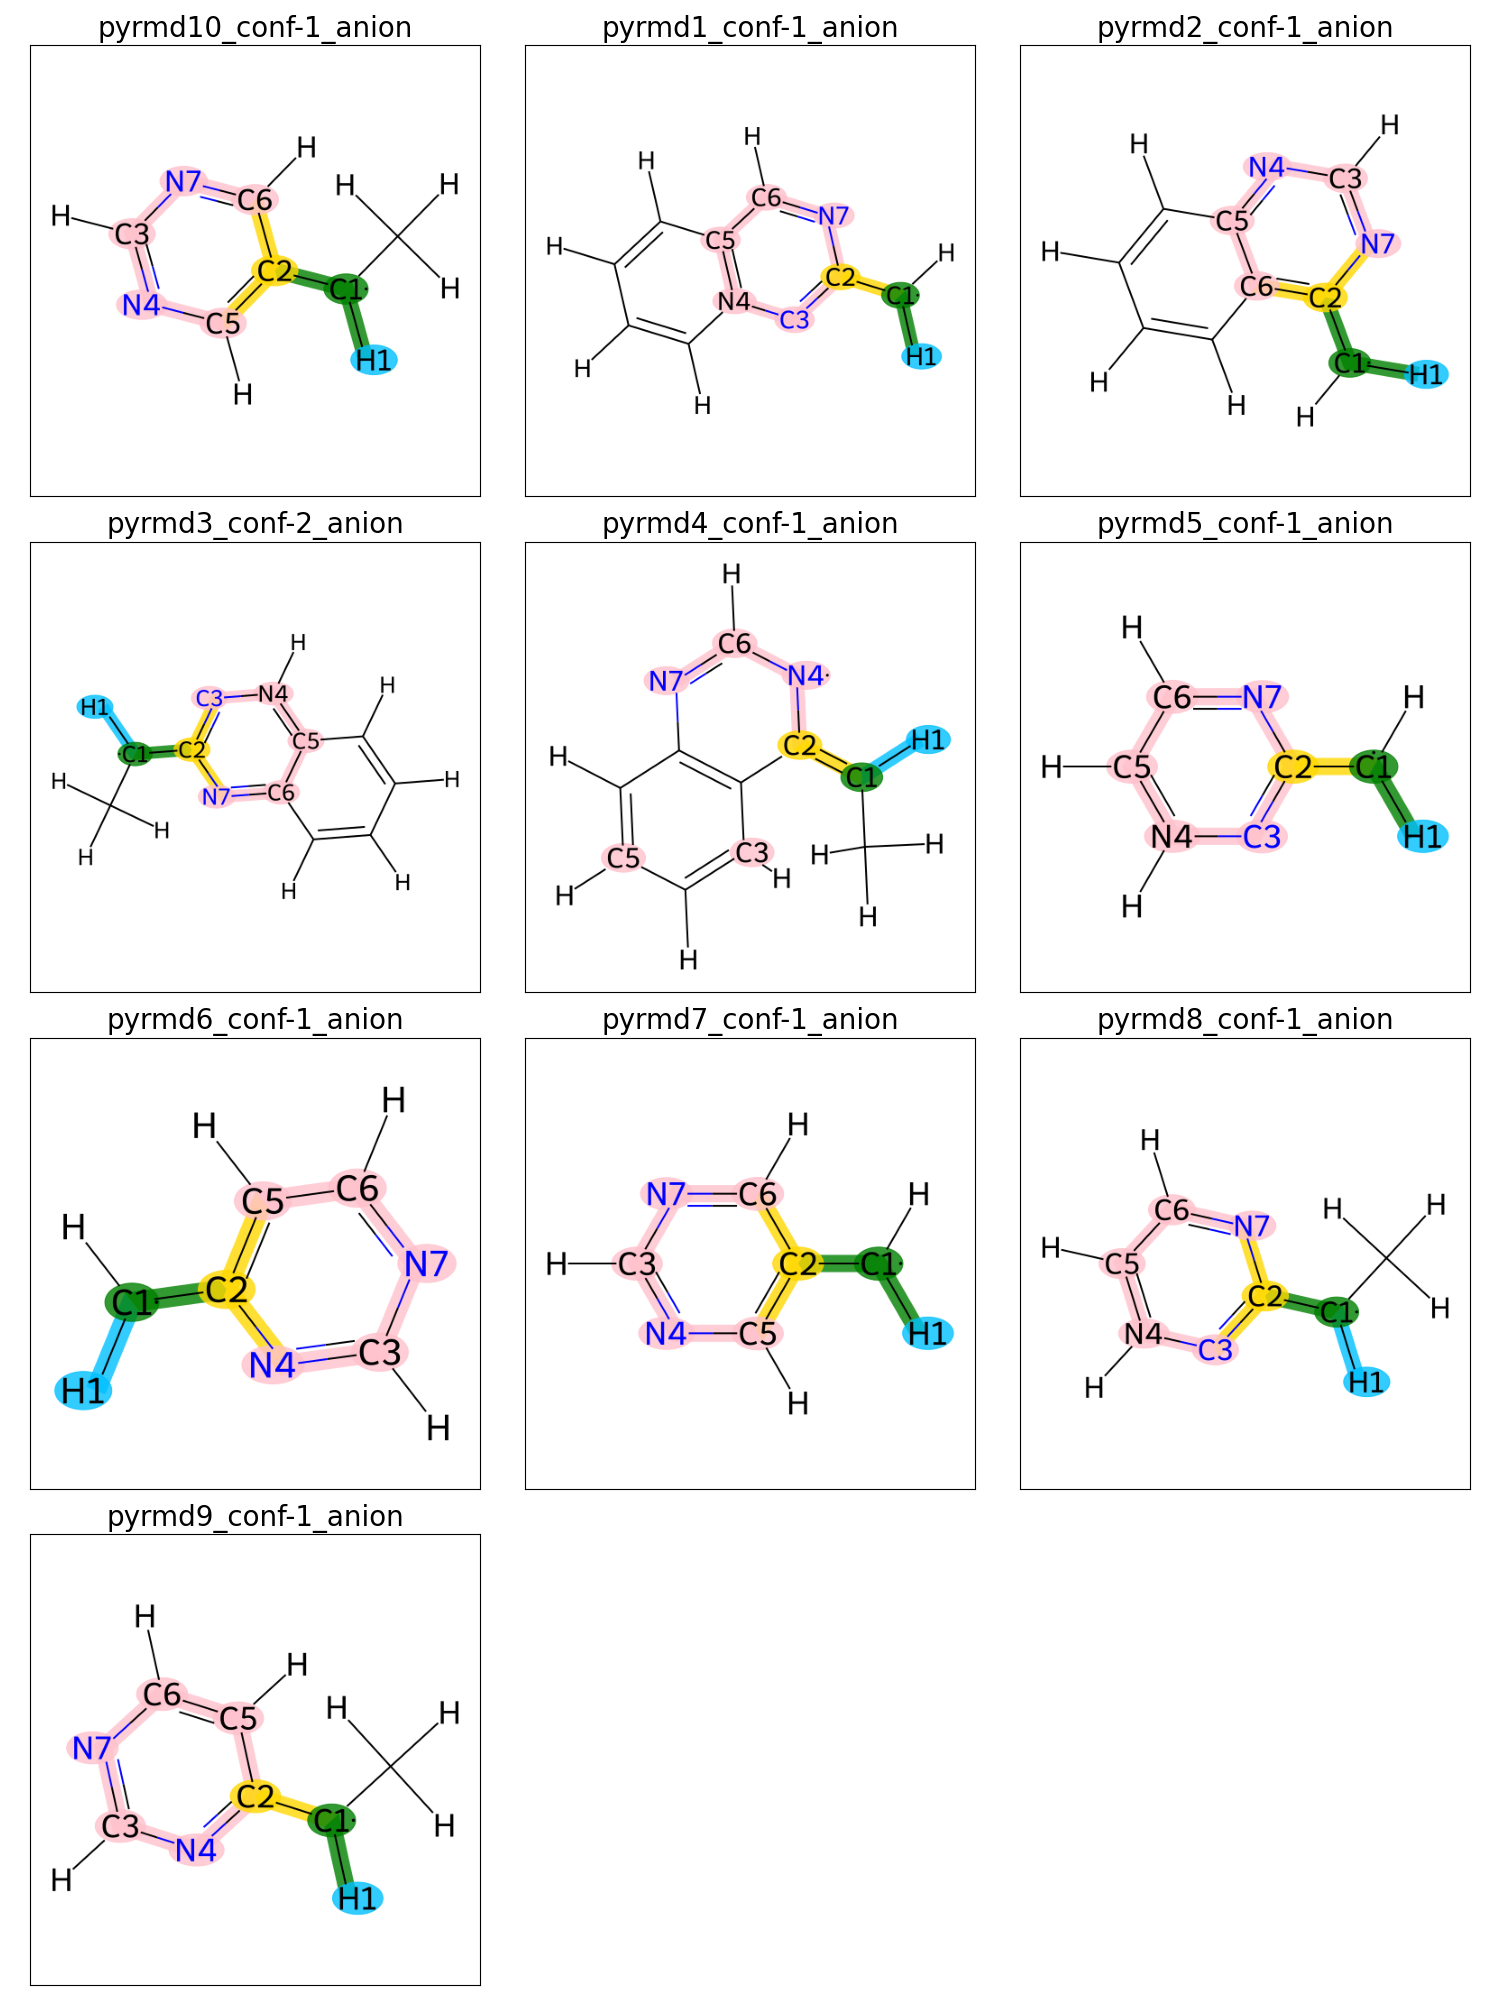 pyrmd10_conf-1_anion pyrmd1_conf-1_anion pyrmd2_conf-1_anion
H
H H
N7 C6
H C3
C2 C1·
N4 C5
H
H1
H
H
H
C6 N7
C5
H H
C2 C1·
N4 C3
H H1
H
H
H
N4 C3
C5
H N7
C6 C2
C1· H1
H H H
pyrmd3_conf-2_anion pyrmd4_conf-1_anion pyrmd5_conf-1_anion
H
H
H1 C3 N4
·C1 C2 C5
H N7 C6 H
H
H
H H
H
C6
N7 N4·
C2 H1
H C1
C5 C3
H H H H
H
H
H
C6 N7 H
H C5 C2 C1
N4 C3 H1
H
pyrmd6_conf-1_anion pyrmd7_conf-1_anion pyrmd8_conf-1_anion
H
H
C5 C6
H
C1· C2 N7
H1 N4 C3
H
H
N7 C6 H
H C3 C2 C1·
N4 C5 H1
H
H
C6 N7 H H
H C5
C2 C1· H
N4 C3
H H1
pyrmd9_conf-1_anion
H
H
C6 C5 H H
N7
C2
C3 C1· H
N4
H H1